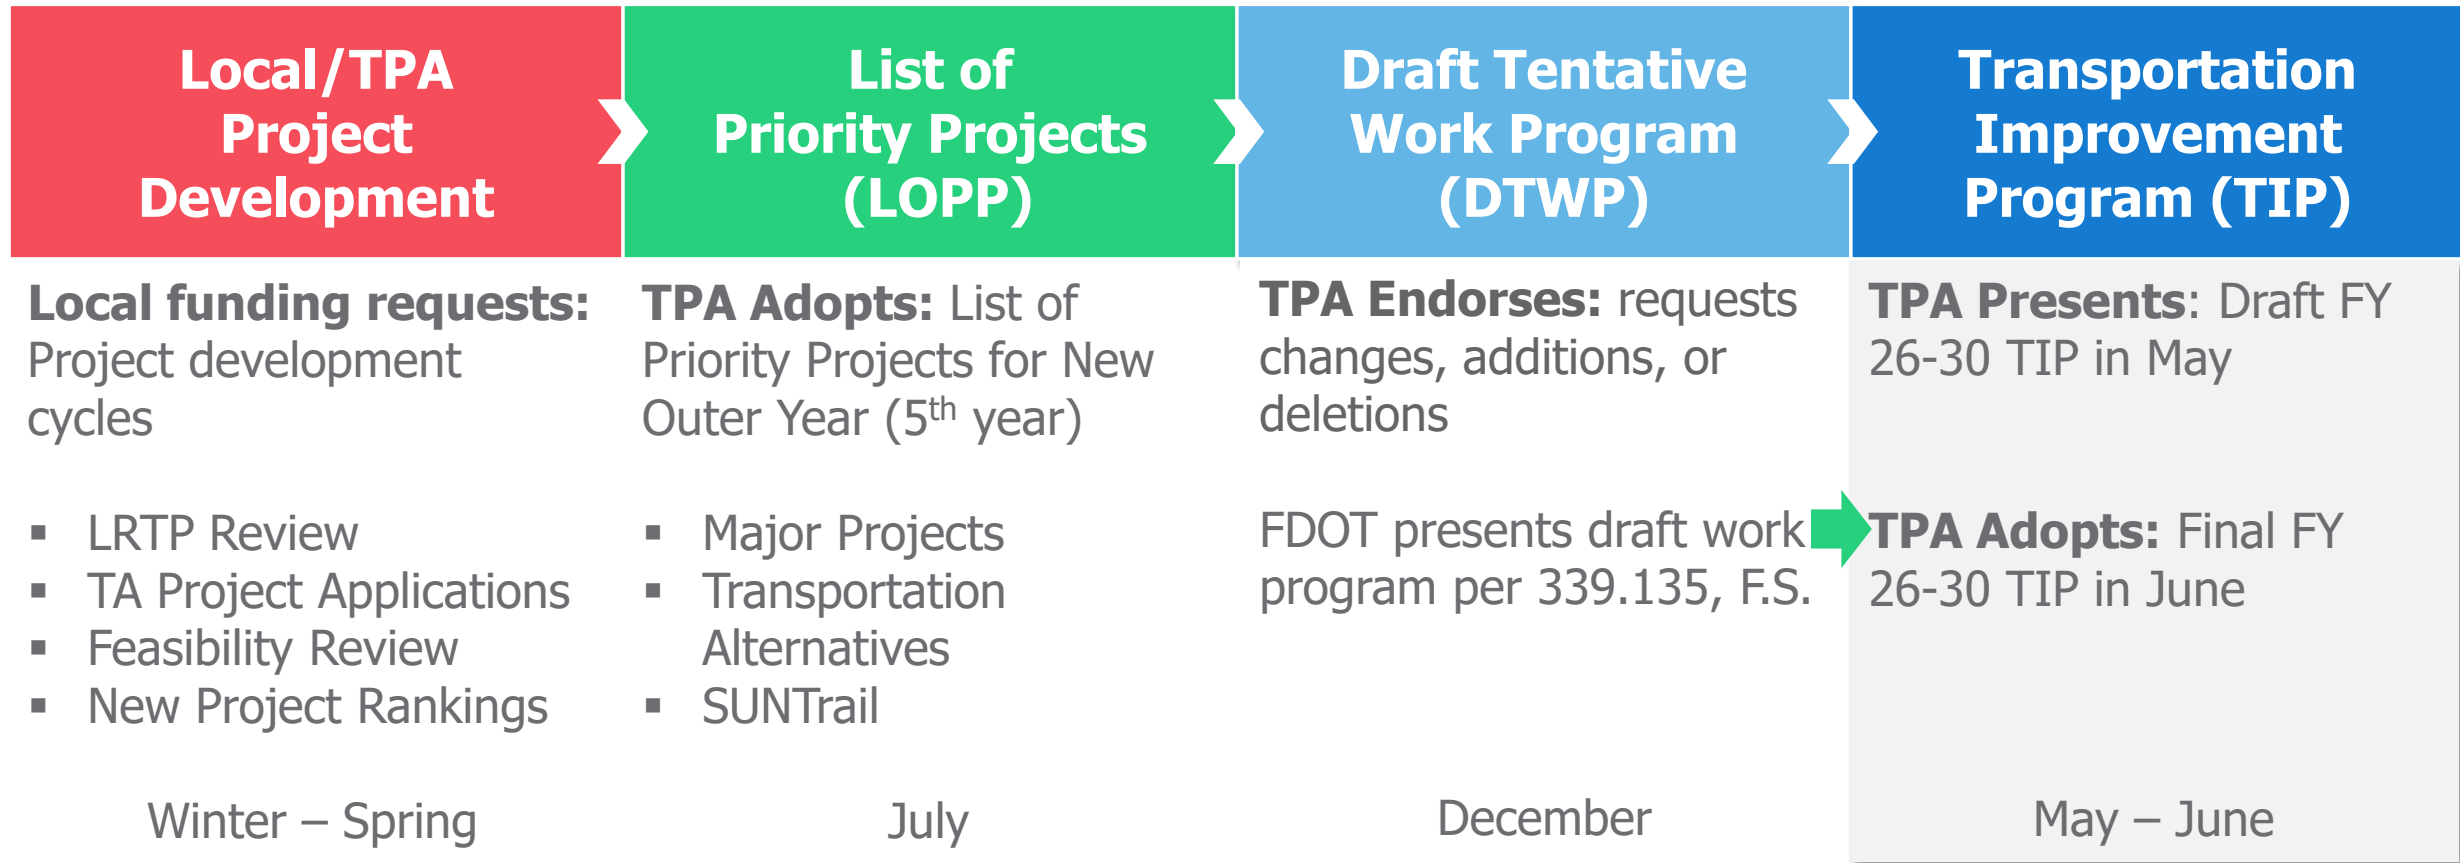 Local/TPA
Project
Development
List of
Priority Projects
(LOPP)
Draft Tentative
Work Program
(DTWP)
Transportation
Improvement
Program (TIP)
Local funding requests:
Project development
cycles
▪ LRTP Review
▪ TA Project Applications
▪ Feasibility Review
▪ New Project Rankings
Winter – Spring
TPA Adopts: List of
Priority Projects for New
Outer Year (5th year)
▪ Major Projects
▪ Transportation
Alternatives
▪ SUNTrail
July
TPA Endorses: requests
changes, additions, or
deletions
FDOT presents draft work
program per 339.135, F.S.
December
TPA Presents: Draft FY
26-30 TIP in May
TPA Adopts: Final FY
26-30 TIP in June
May – June